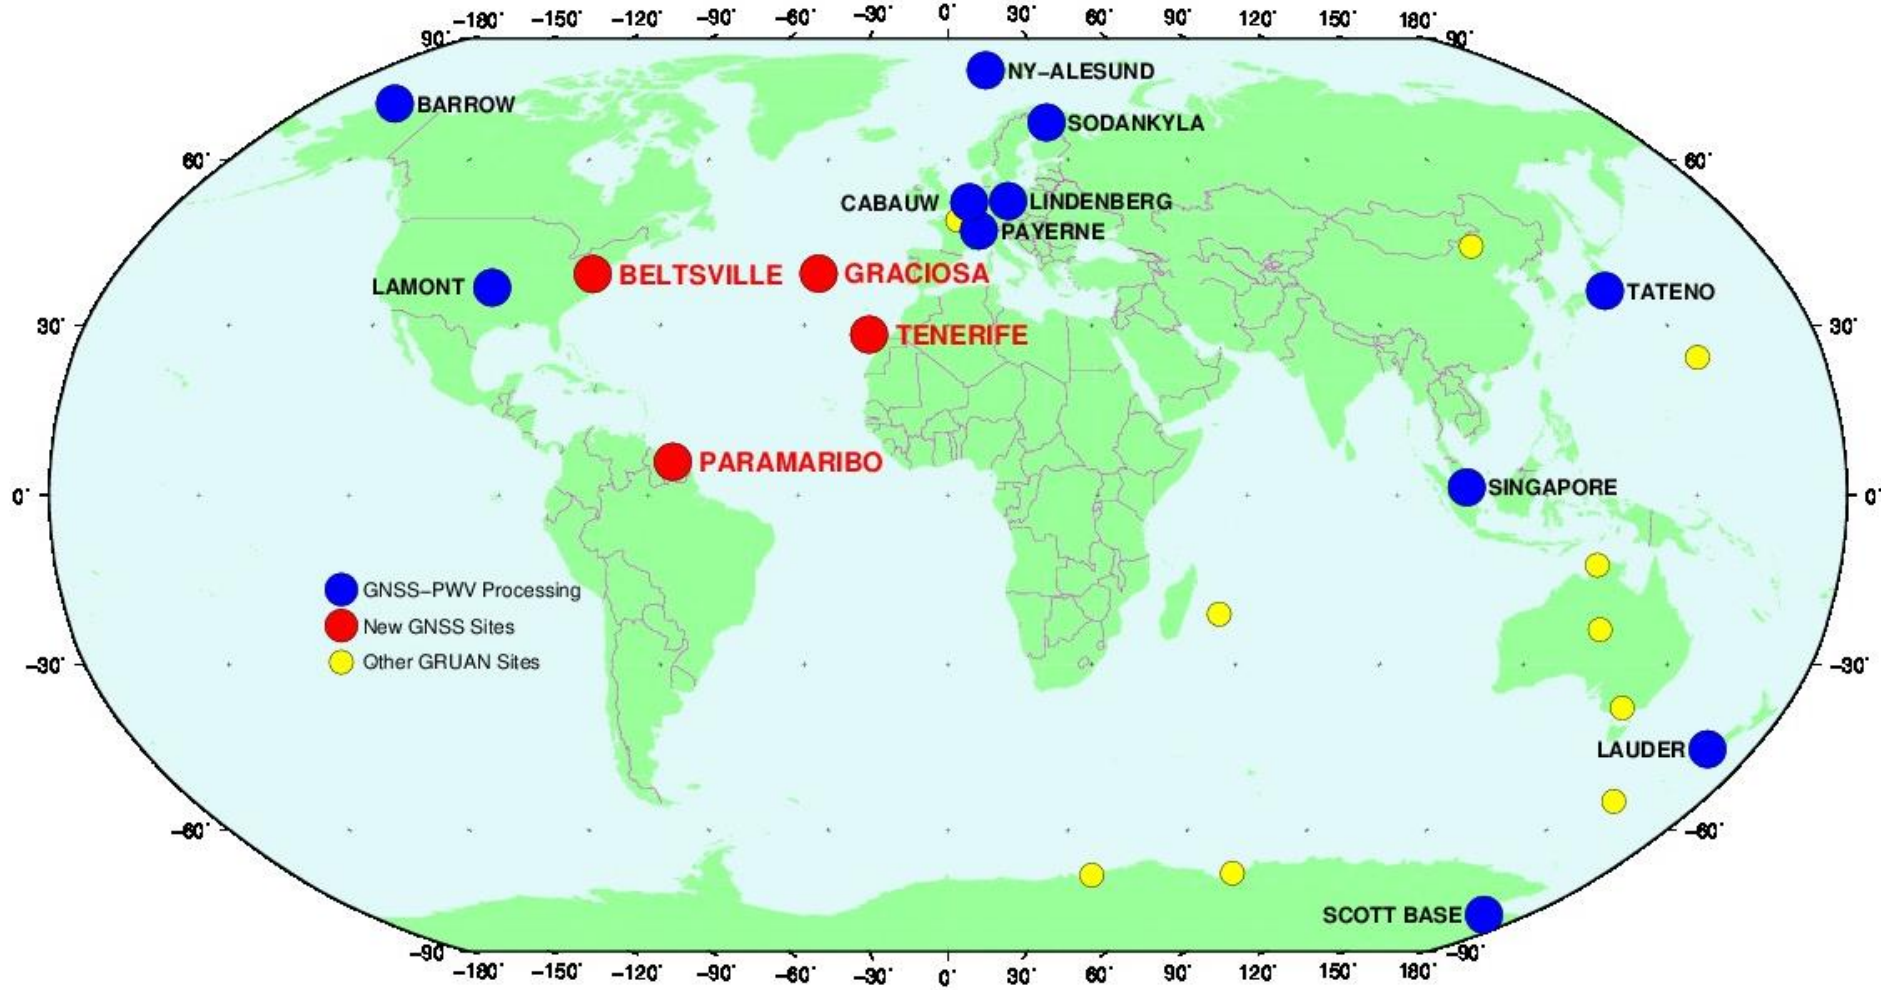 -180° -150° -120° -90° -60° -30° 0° 30° 60° 90° 120° 150° 180°
90° 90°
NY-ALESUND
BARROW
SODANKYLA
60° 60°
CABAUW LINDENBERG
PAYERNE
BELTSVILLE GRACIOSA
LAMONT TATENO
30° TENERIFE 30°
PARAMARIBO
SINGAPORE
0° 0°
GNSS-PWV Processing
New GNSS Sites
Other GRUAN Sites
-30° -30°
LAUDER
-60° -60°
SCOTT BASE
-90° -90°
-180° -150° -120° -90° -60° -30° 0° 30° 60° 90° 120° 150° 180°